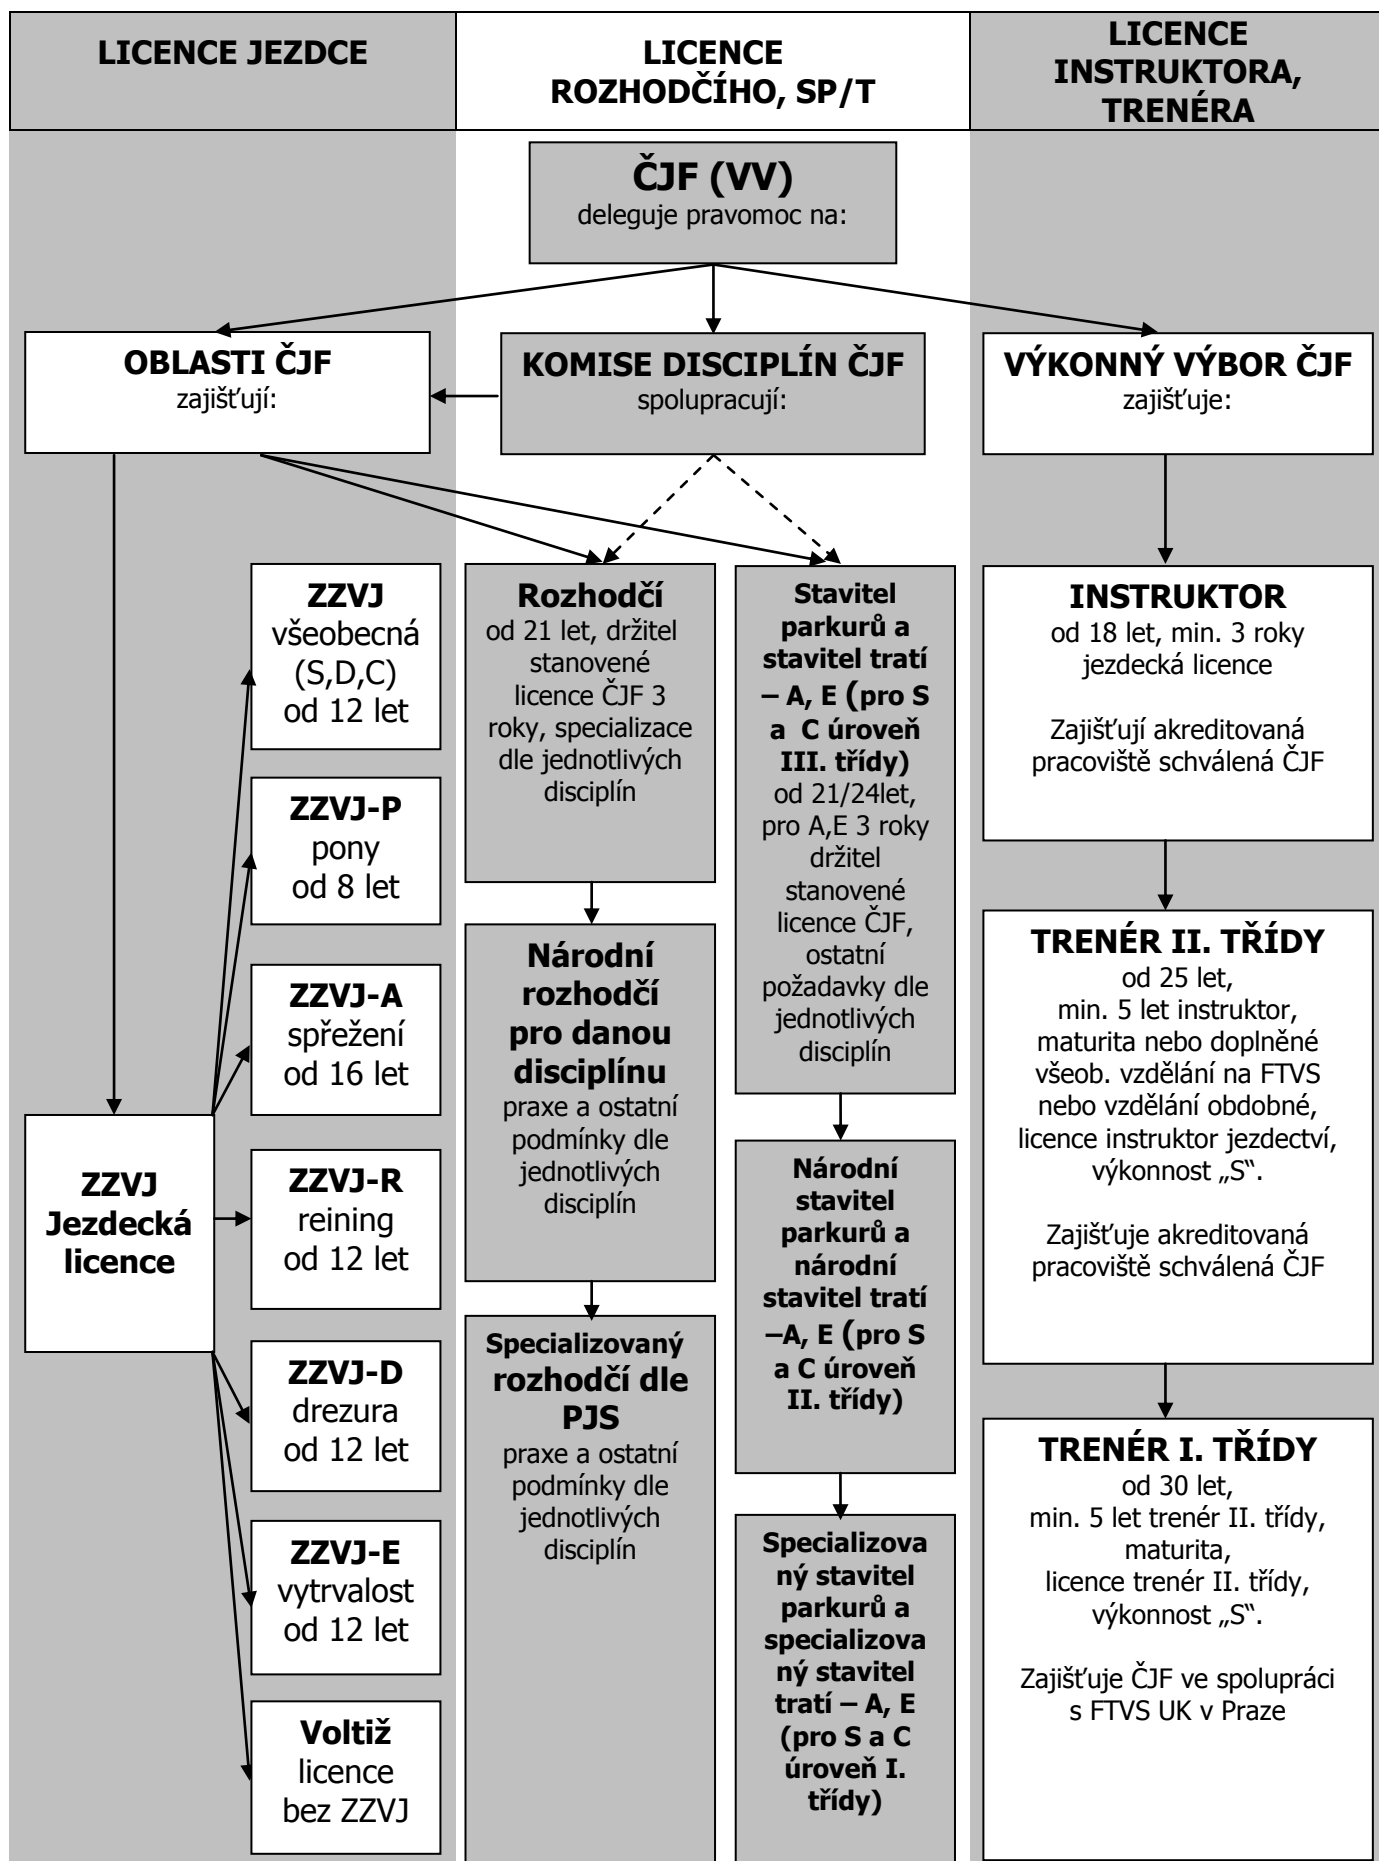 LICENCE JEZDCE
LICENCE
ROZHODČÍHO, SP/T
LICENCE
INSTRUKTORA,
TRENÉRA
ČJF (VV)
deleguje pravomoc na:
OBLASTI ČJF
zajišťují:
KOMISE DISCIPLÍN ČJF
spolupracují:
VÝKONNÝ VÝBOR ČJF
zajišťuje:
ZZVJ
Jezdecká
licence
ZZVJ
všeobecná
(S,D,C)
od 12 let
ZZVJ-P
pony
od 8 let
ZZVJ-A
spřežení
od 16 let
ZZVJ-R
reining
od 12 let
ZZVJ-D
drezura
od 12 let
ZZVJ-E
vytrvalost
od 12 let
Voltiž
licence
bez ZZVJ
Rozhodčí
od 21 let, držitel
stanovené
licence ČJF 3
roky, specializace
dle jednotlivých
disciplín
Národní
rozhodčí
pro danou
disciplínu
praxe a ostatní
podmínky dle
jednotlivých
disciplín
Specializovaný
rozhodčí dle
PJS
praxe a ostatní
podmínky dle
jednotlivých
disciplín
Stavitel
parkurů a
stavitel tratí
– A, E (pro S
a C úroveň
III. třídy)
od 21/24let,
pro A,E 3 roky
držitel
stanovené
licence ČJF,
ostatní
požadavky dle
jednotlivých
disciplín
Národní
stavitel
parkurů a
národní
stavitel tratí
–A, E (pro S
a C úroveň
II. třídy)
Specializova
ný stavitel
parkurů a
specializova
ný stavitel
tratí – A, E
(pro S a C
úroveň I.
třídy)
INSTRUKTOR
od 18 let, min. 3 roky
jezdecká licence
Zajišťují akreditovaná
pracoviště schválená ČJF
TRENÉR II. TŘÍDY
od 25 let,
min. 5 let instruktor,
maturita nebo doplněné
všeob. vzdělání na FTVS
nebo vzdělání obdobné,
licence instruktor jezdectví,
výkonnost „S“.
Zajišťuje akreditovaná
pracoviště schválená ČJF
TRENÉR I. TŘÍDY
od 30 let,
min. 5 let trenér II. třídy,
maturita,
licence trenér II. třídy,
výkonnost „S“.
Zajišťuje ČJF ve spolupráci
s FTVS UK v Praze